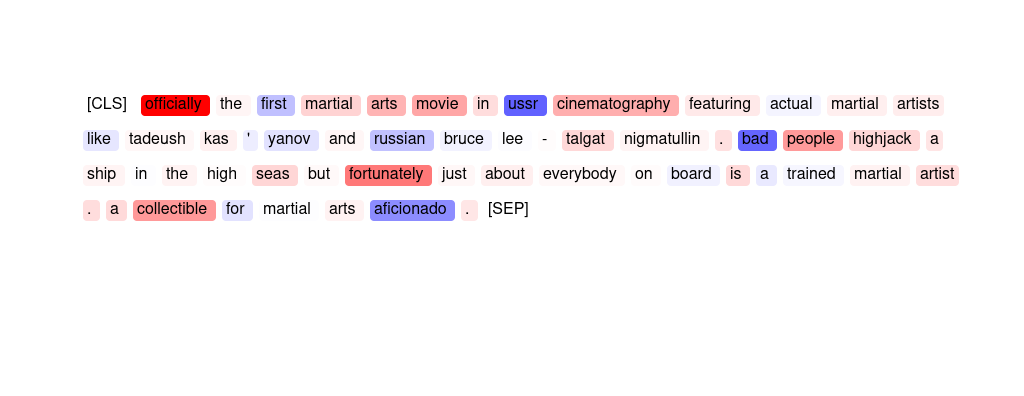 [CLS] officially the first martial arts movie in ussr cinematography featuring actual martial artists
like tadeush kas ' yanov and russian bruce lee - talgat nigmatullin . bad people highjack a
ship in the high seas but fortunately just about everybody on board is a trained martial artist
. a collectible for martial arts aficionado . [SEP]